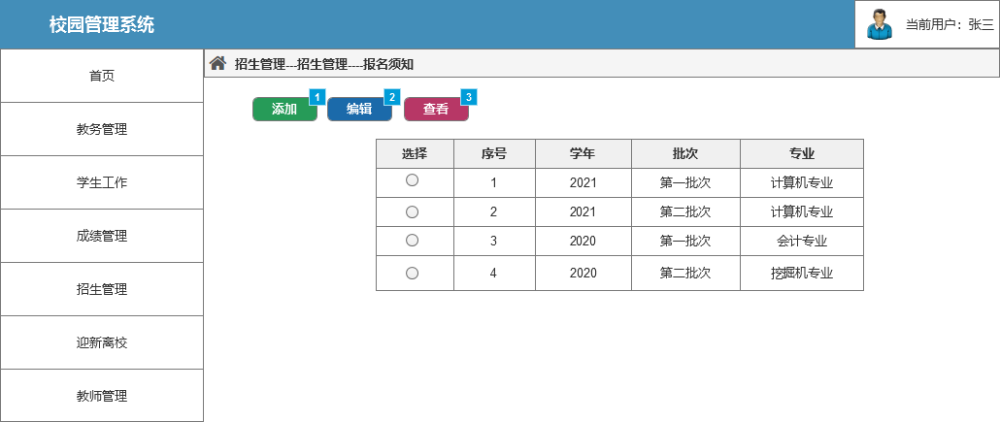 校园管理系统
当前用户：张三
首页
教务管理
学生工作
成绩管理
招生管理
迎新离校
教师管理
招生管理---招生管理----报名须知
添加 1 编辑 2 查看 3
选择 序号 学年 批次 专业
1 2021 第一批次 计算机专业
2 2021 第二批次 计算机专业
3 2020 第一批次 会计专业
4 2020 第二批次 挖掘机专业